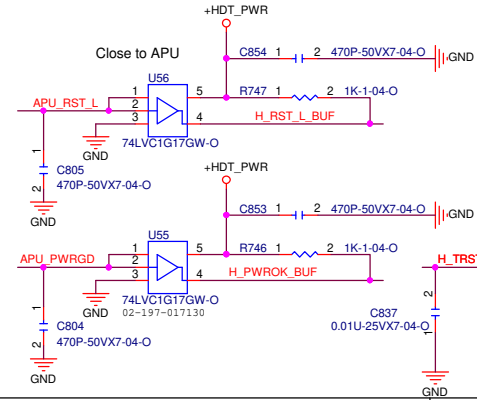 +HDT_PWR
C854 1 2 470P-50VX7-04-O
GND
Close to APU
U56
R747 1 2 1K-1-04-O
APU_RST_L
1 5
2
3 4
H_RST_L_BUF
74LVC1G17GW-O
GND
1
C805
2
470P-50VX7-04-O
GND
+HDT_PWR
C853 1 2 470P-50VX7-04-O
GND
U55
R746 1 2 1K-1-04-O
APU_PWRGD
1 5
2
3 4
H_PWROK_BUF
H_TRST
74LVC1G17GW-O
GND
02-197-017130
1
C804
2
470P-50VX7-04-O
GND
2
C837
0.01U-25VX7-04-O
1
GND